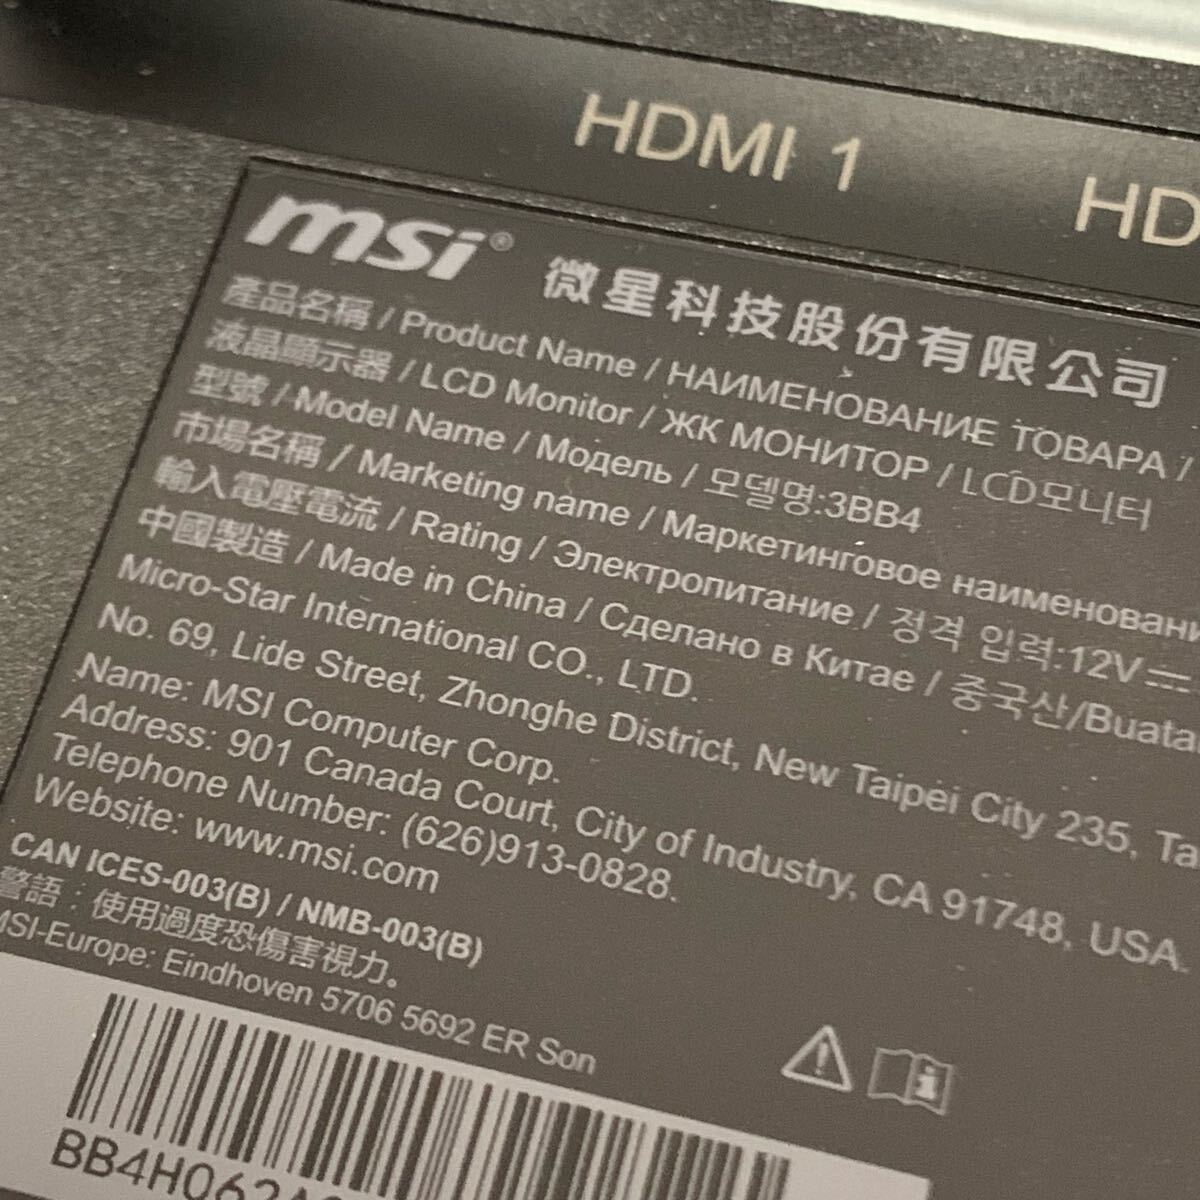 HDMI 1
HD
msi® 微星科技股份有限公司
產品名稱 / Product Name / НАИМЕНОВАНИЕ ТОВАРА /
液晶顯示器 / LCD Monitor / ЖК МОНИТОР / LCD모니터
型號 / Model Name / Модель / 모델명:3BB4
市場名稱 / Marketing name / Маркетинговое наименовани
輸入電壓電流 / Rating / Электропитание / 정격 입력:12V⎓
中國製造 / Made in China / Сделано в Китае / 중국산/Buata
Micro-Star International CO., LTD.
No. 69, Lide Street, Zhonghe District, New Taipei City 235, Ta
Name: MSI Computer Corp.
Address: 901 Canada Court, City of Industry, CA 91748, USA.
Telephone Number: (626)913-0828.
Website: www.msi.com
CAN ICES-003(B) / NMB-003(B)
警語：使用過度恐傷害視力。
MSI-Europe: Eindhoven 5706 5692 ER Son
BB4H062A0